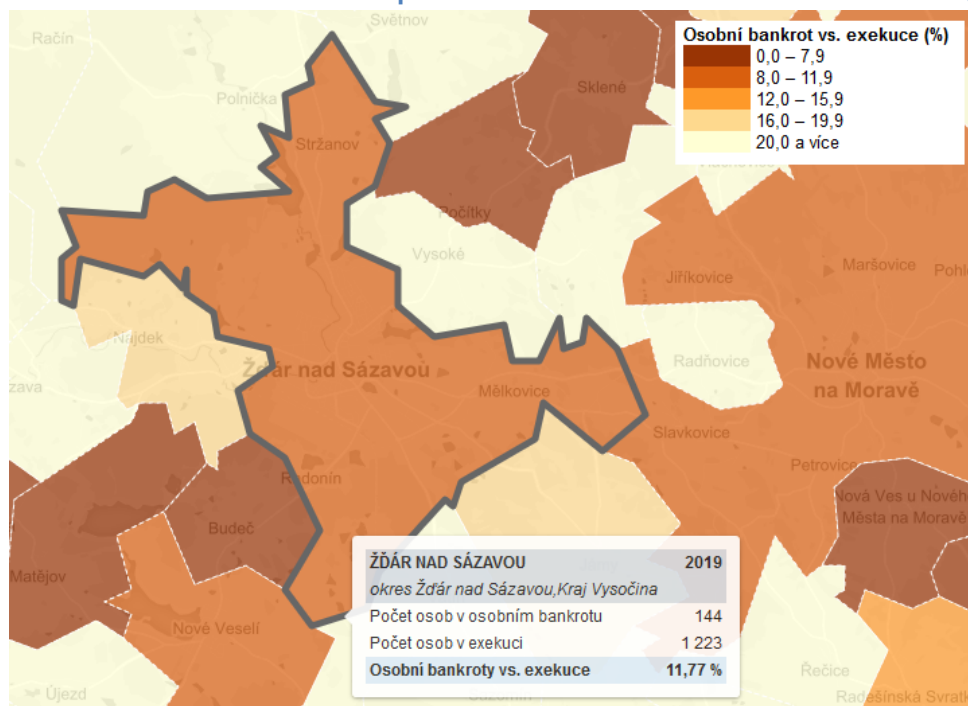 Osobní bankrot vs. exekuce (%)
0,0 – 7,9
8,0 – 11,9
12,0 – 15,9
16,0 – 19,9
20,0 a více
Světnov
Račín
Polnička
Sklené
Stržanov
Počítky
Vysoké
Jiříkovice
Maršovice
Pohle
Najdek
Radňovice
Nové Město
na Moravě
Žďár nad Sázavou
Mělkovice
zava
Slavkovice
Petrovice
Radonín
Nová Ves u Nového
Města na Moravě
Budeč
Matějov
Nové Veselí
ŽĎÁR NAD SÁZAVOU 2019
okres Žďár nad Sázavou,Kraj Vysočina
Počet osob v osobním bankrotu 144
Počet osob v exekuci 1 223
Osobní bankroty vs. exekuce 11,77 %
Řečice
Újezd
Radešínská Svratk